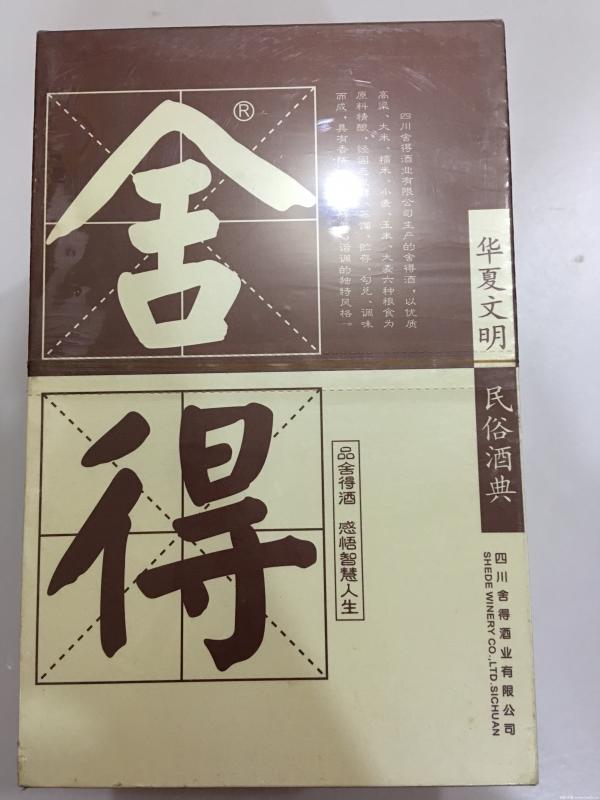 舍
®
得
四川舍得酒业有限公司生产的舍得酒，以优质
高粱、大米、糯米、小麦、玉米、大麦六种粮食为
原料精酿，经固态 贮存，勾兑、调味
而成，具有 谐调的独特风格。
华夏文明
民俗酒典
品舍得酒 感悟智慧人生
四川舍得酒业有限公司
SHEDE WINERY CO.,LTD.SICHUAN